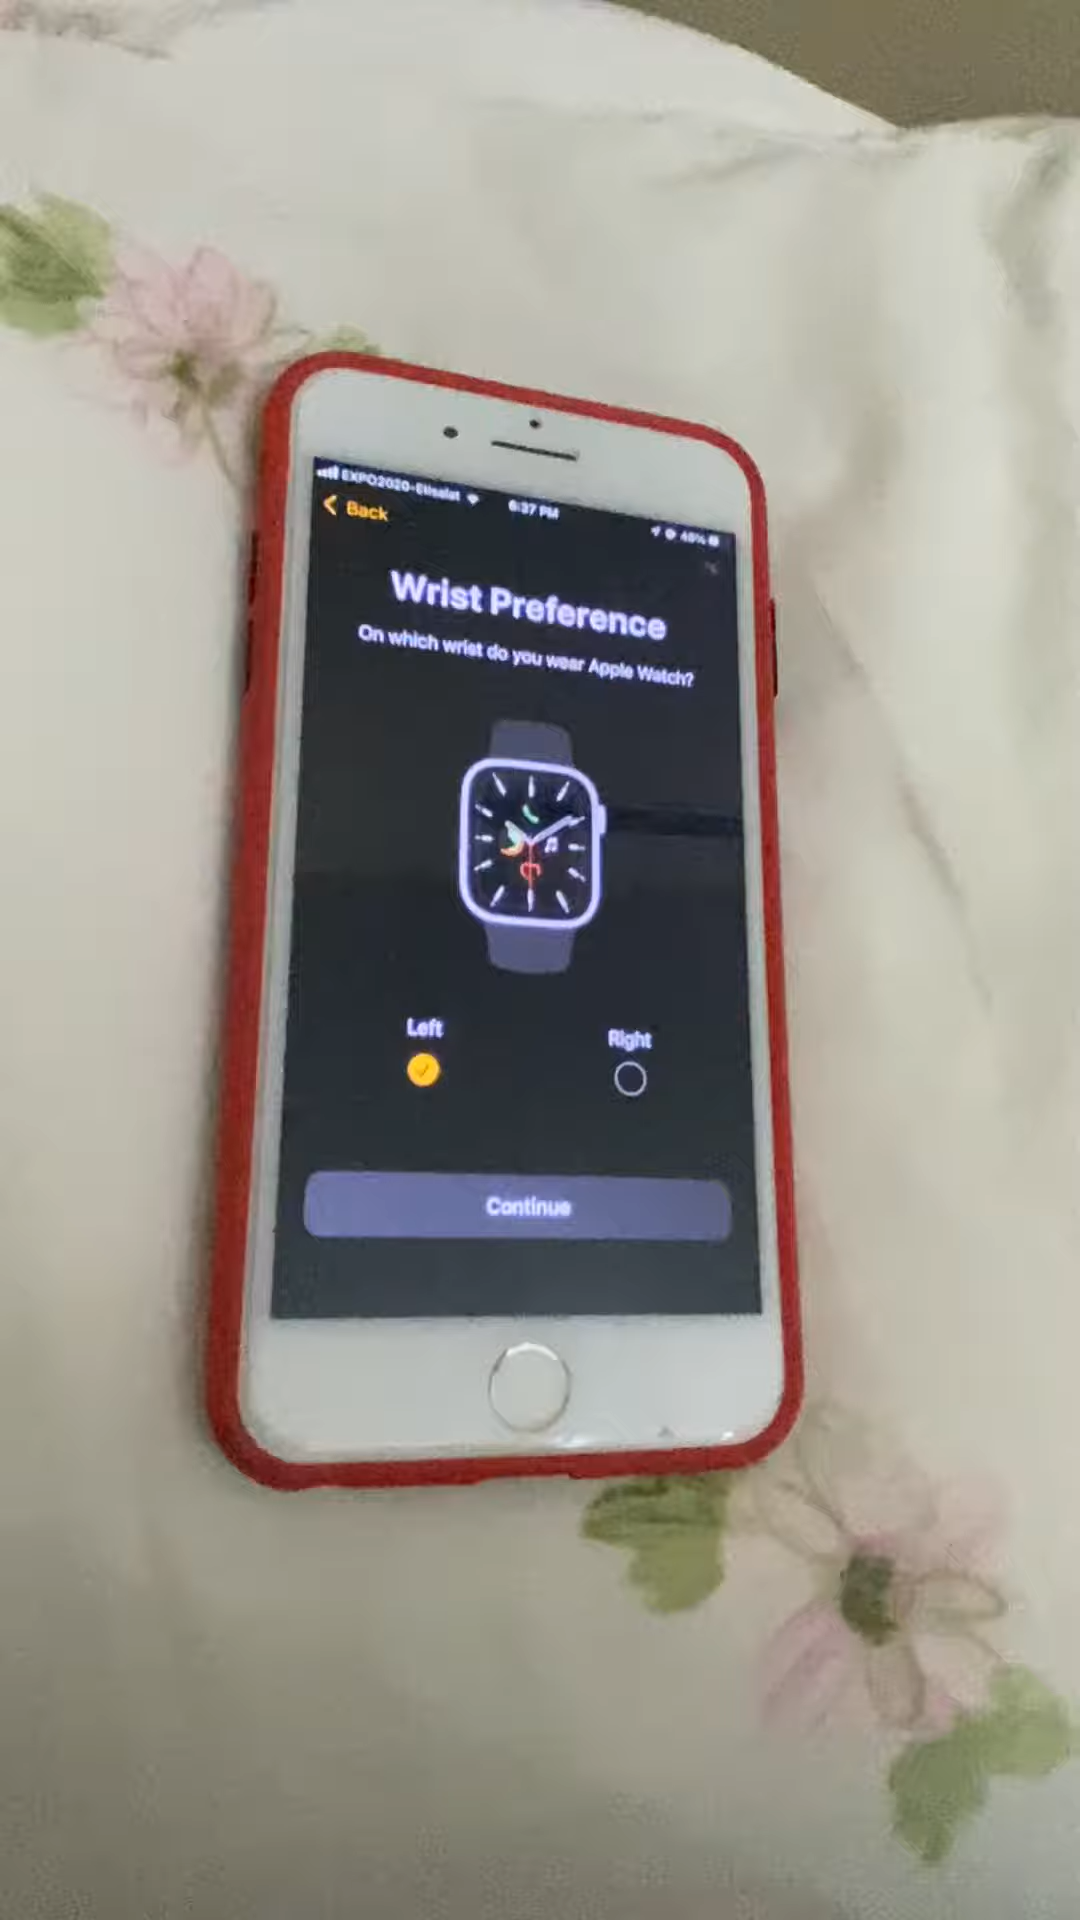 EXPO2020-Etisalat
6:37 PM
48%
Back
Wrist Preference
On which wrist do you wear Apple Watch?
Left
Right
Continue